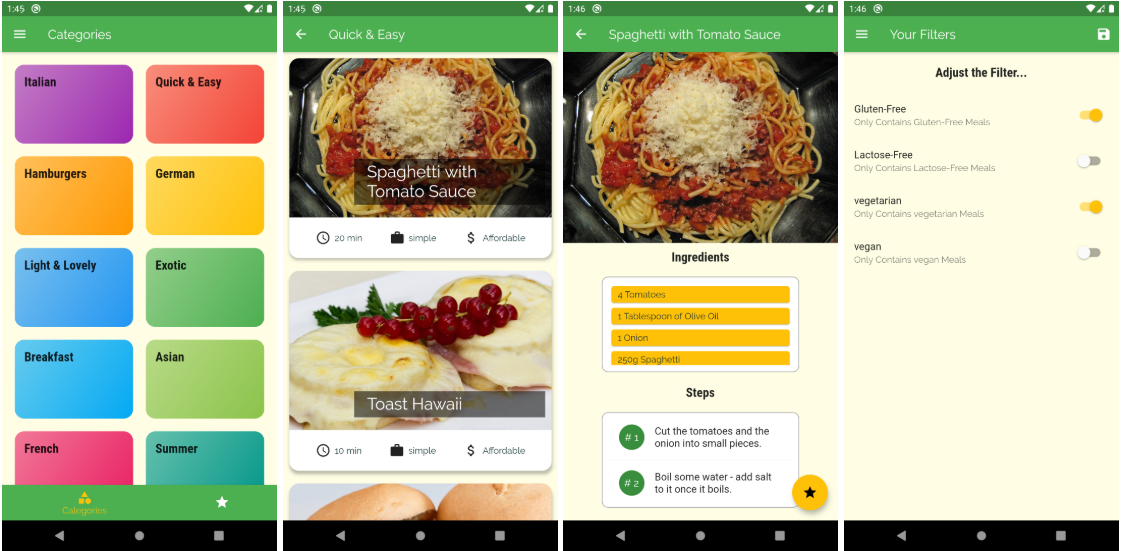 1:45
Categories
Italian
Quick & Easy
Hamburgers
German
Light & Lovely
Exotic
Breakfast
Asian
French
Summer
Categories
1:45
Quick & Easy
Spaghetti with
Tomato Sauce
20 min
simple
Affordable
Toast Hawaii
10 min
simple
Affordable
1:46
Spaghetti with Tomato Sauce
Ingredients
4 Tomatoes
1 Tablespoon of Olive Oil
1 Onion
250g Spaghetti
Steps
# 1
Cut the tomatoes and the
onion into small pieces.
# 2
Boil some water - add salt
to it once it boils.
1:46
Your Filters
Adjust the Filter...
Gluten-Free
Only Contains Gluten-Free Meals
Lactose-Free
Only Contains Lactose-Free Meals
vegetarian
Only Contains vegetarian Meals
vegan
Only Contains vegan Meals